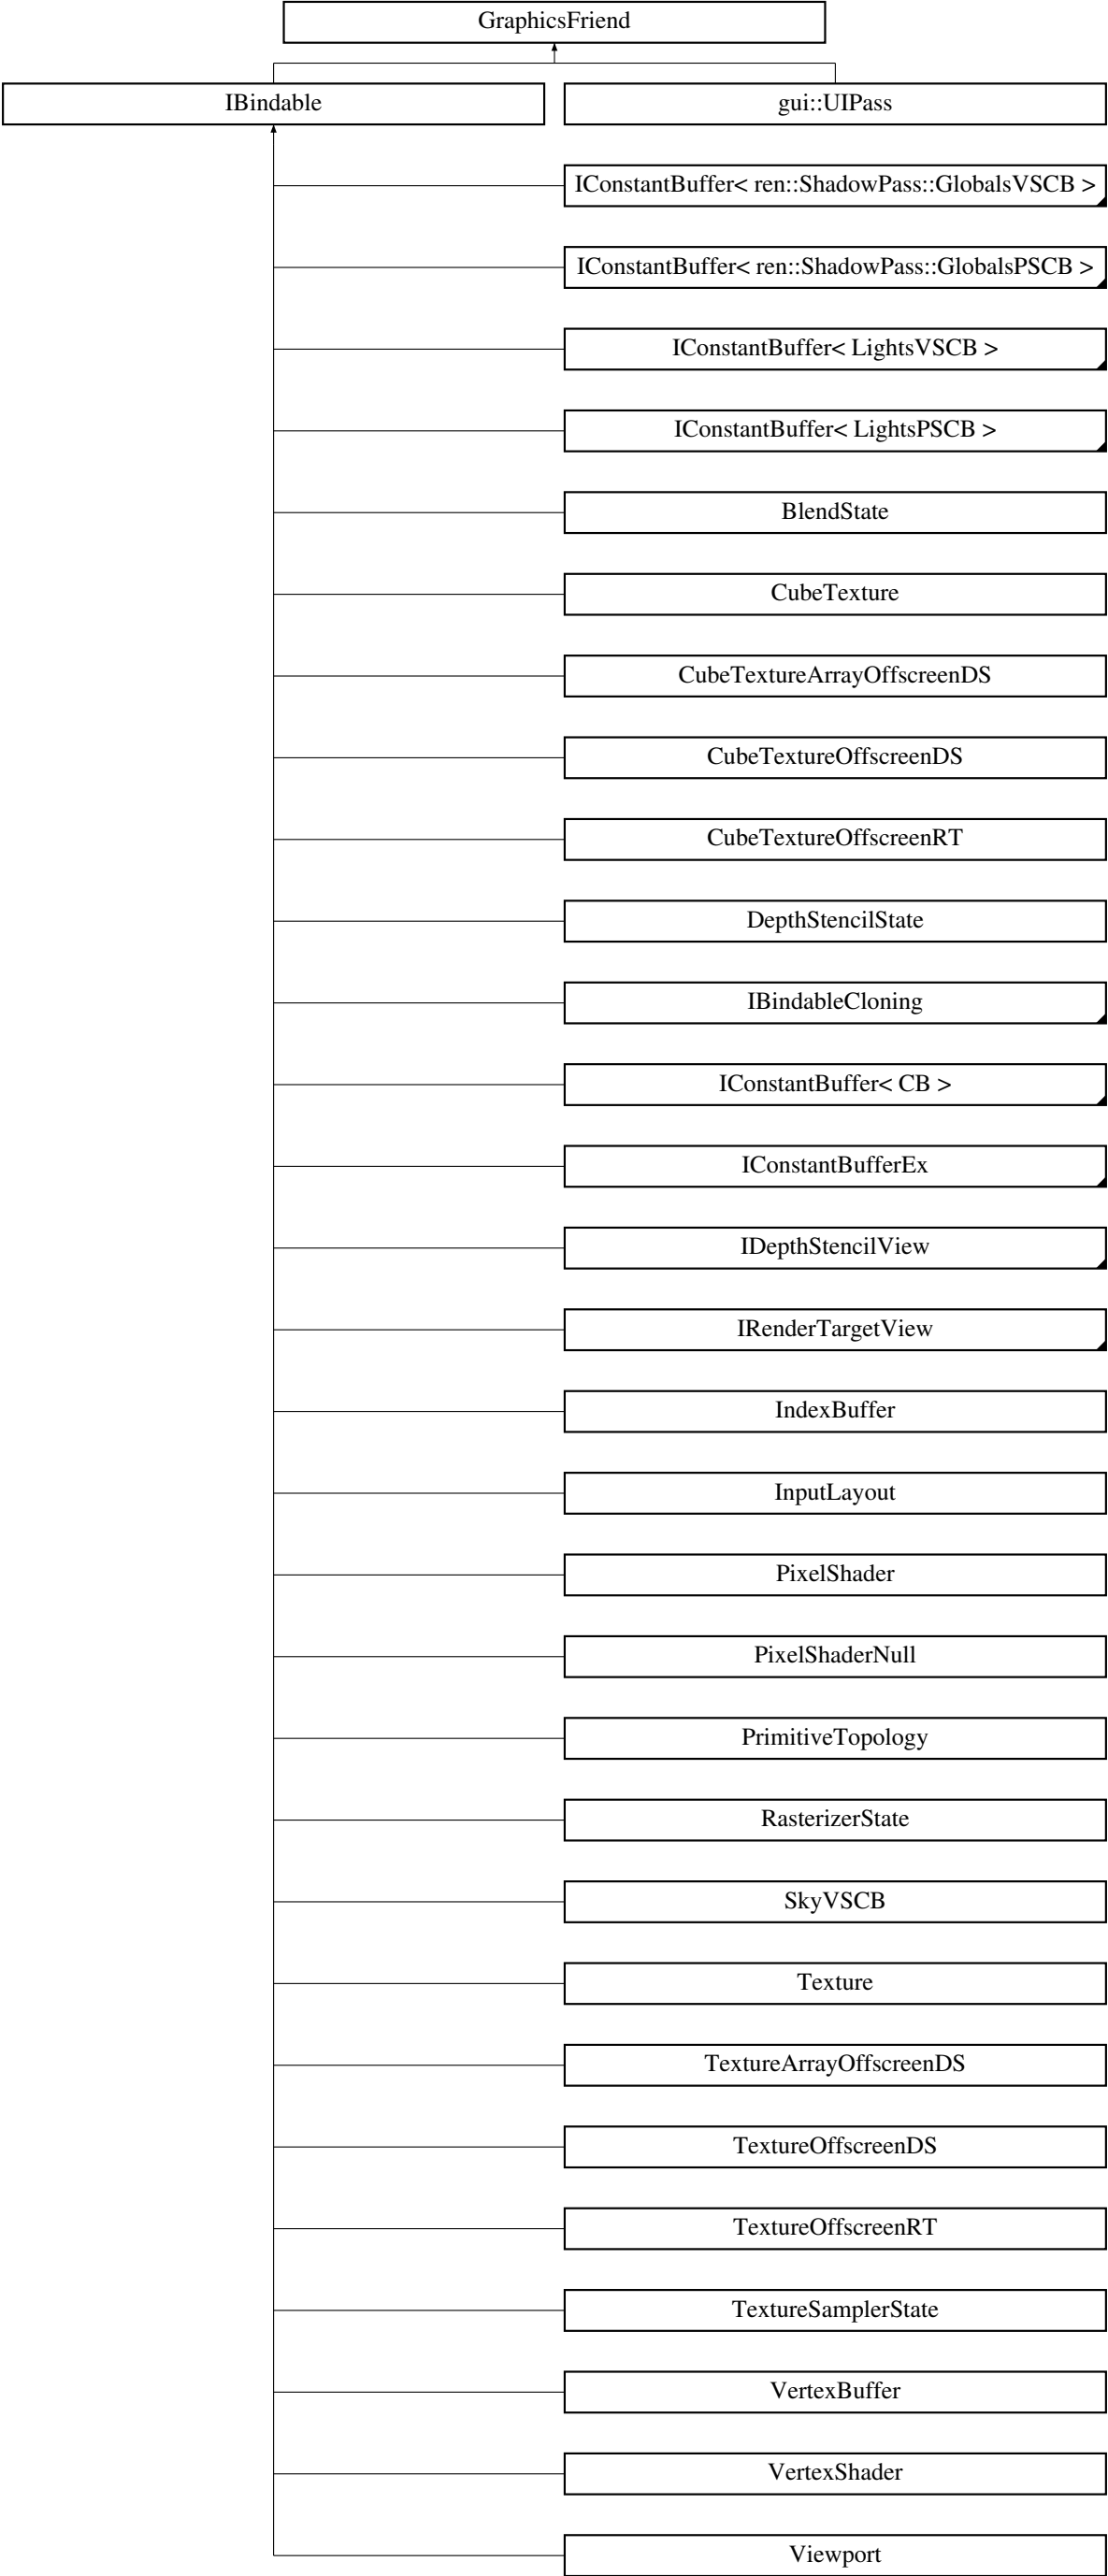 GraphicsFriend
IBindable
gui::UIPass
IConstantBuffer< ren::ShadowPass::GlobalsVSCB >
IConstantBuffer< ren::ShadowPass::GlobalsPSCB >
IConstantBuffer< LightsVSCB >
IConstantBuffer< LightsPSCB >
BlendState
CubeTexture
CubeTextureArrayOffscreenDS
CubeTextureOffscreenDS
CubeTextureOffscreenRT
DepthStencilState
IBindableCloning
IConstantBuffer< CB >
IConstantBufferEx
IDepthStencilView
IRenderTargetView
IndexBuffer
InputLayout
PixelShader
PixelShaderNull
PrimitiveTopology
RasterizerState
SkyVSCB
Texture
TextureArrayOffscreenDS
TextureOffscreenDS
TextureOffscreenRT
TextureSamplerState
VertexBuffer
VertexShader
Viewport